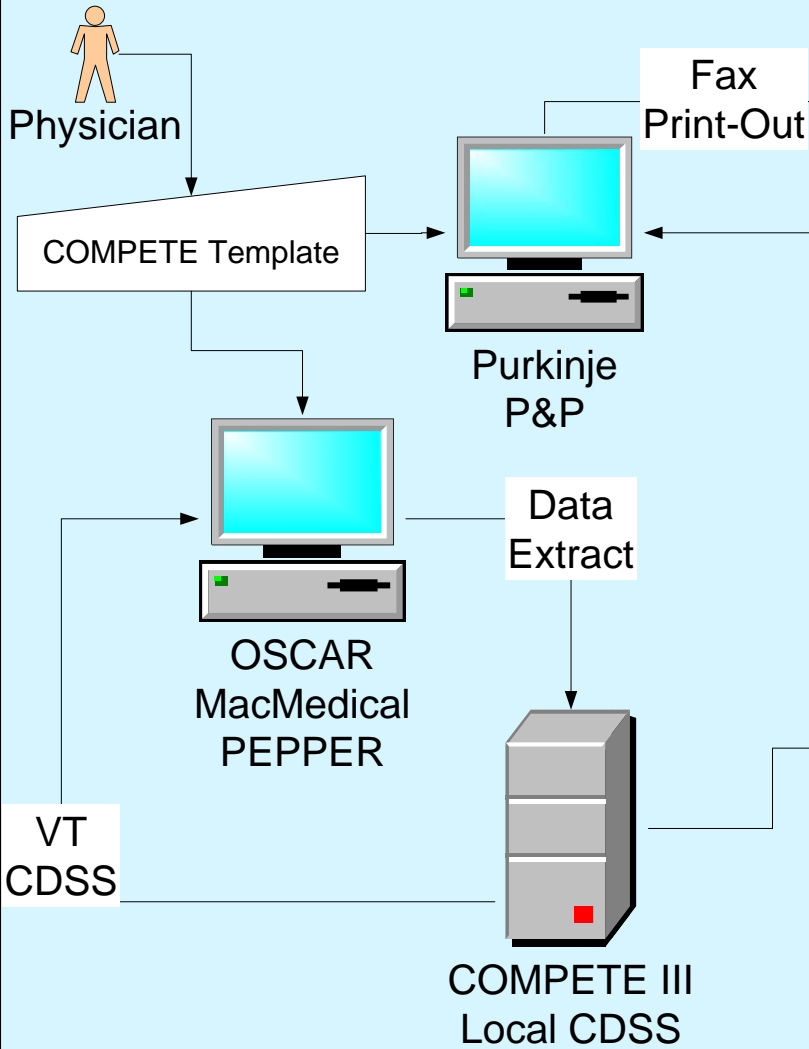 Physician
Fax
Print-Out
COMPETE Template
Purkinje
P&P
Data
Extract
OSCAR
MacMedical
PEPPER
VT
CDSS
COMPETE III
Local CDSS